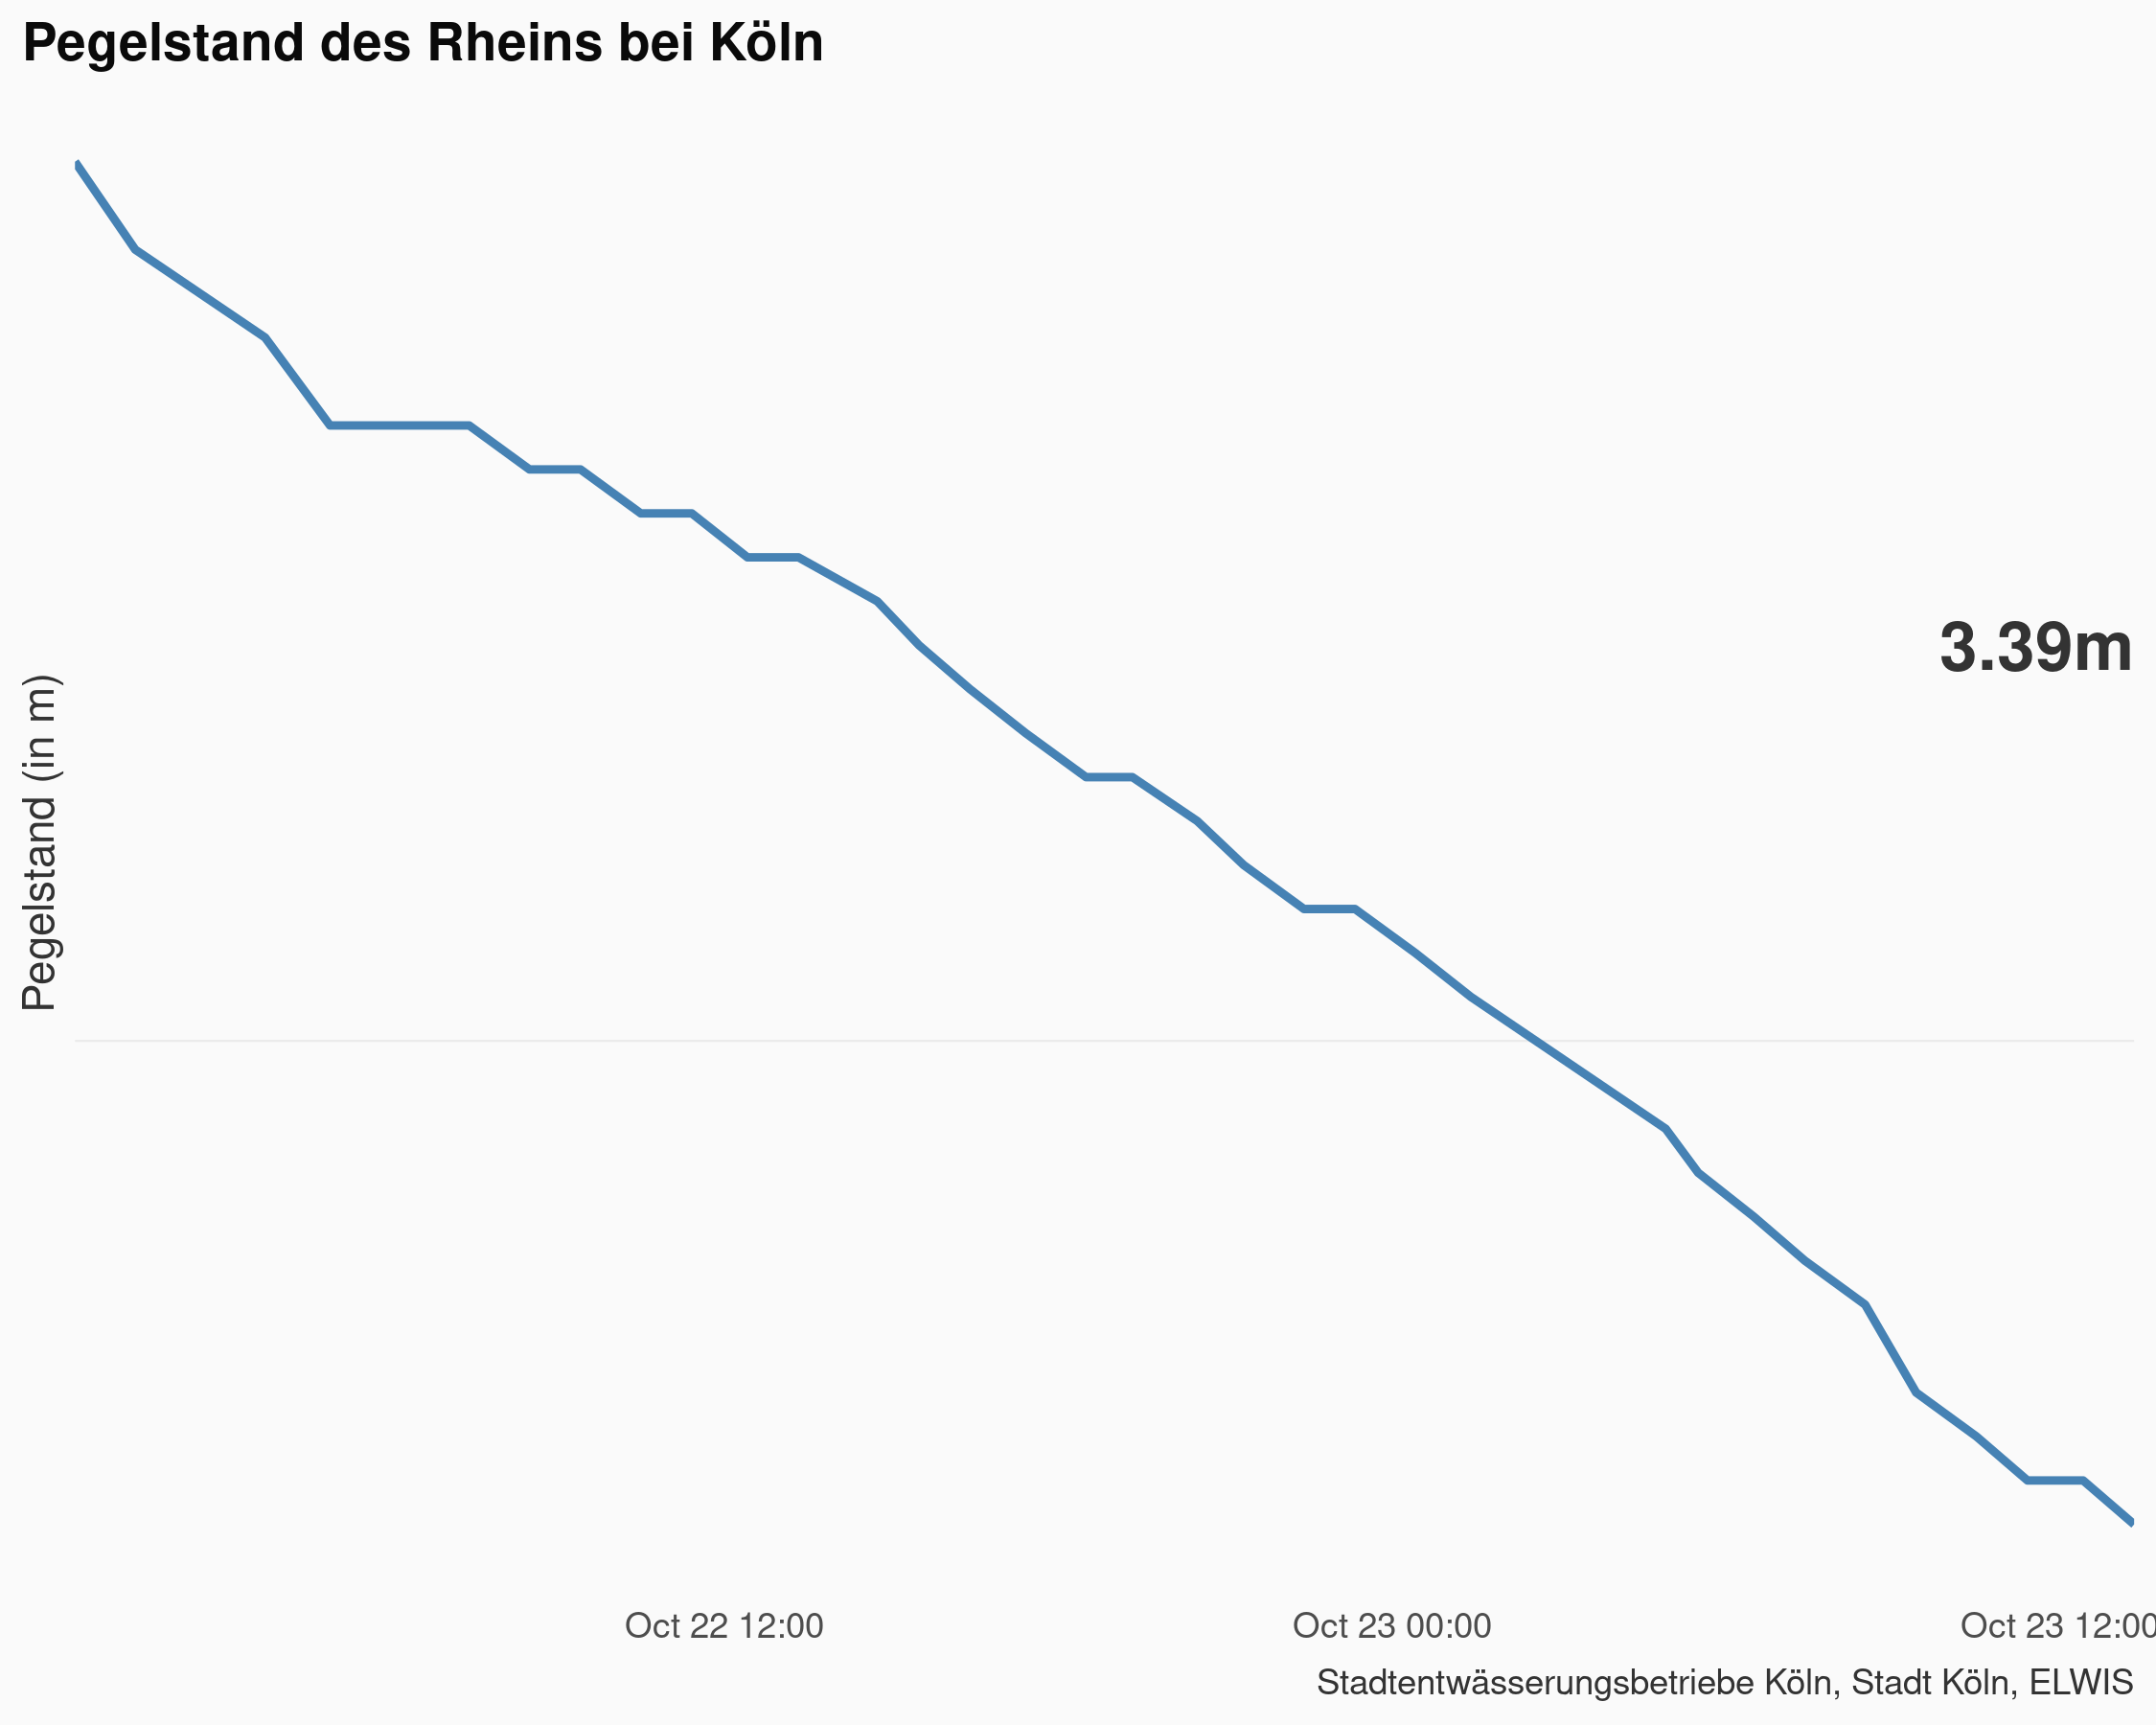 Pegelstand des Rheins bei Köln
3.39m
Pegelstand (in m)
Oct 22 12:00
Oct 23 00:00
Oct 23 12:00
Stadtentwässerungsbetriebe Köln, Stadt Köln, ELWIS